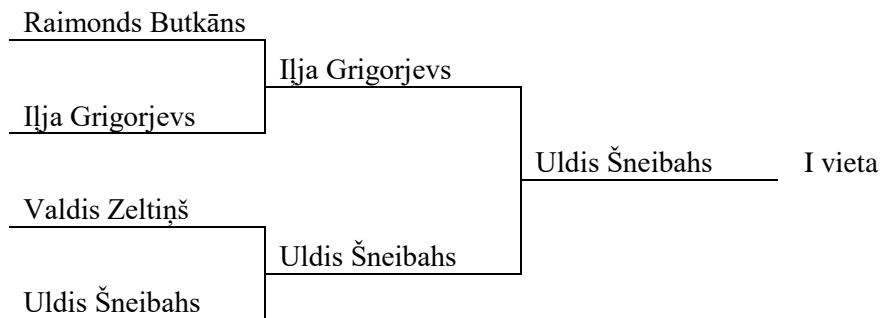 Raimonds Butkāns
Iļja Grigorjevs
Iļja Grigorjevs
Uldis Šneibahs I vieta
Valdis Zeltiņš
Uldis Šneibahs
Uldis Šneibahs